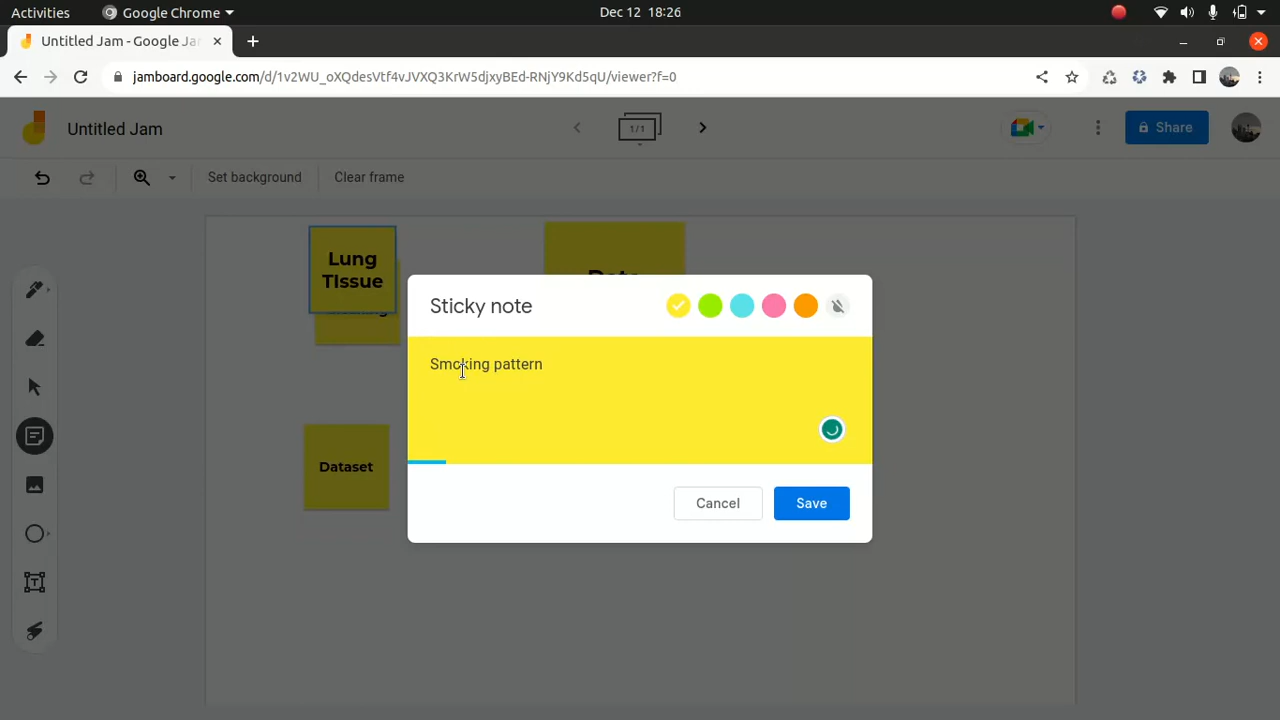 Activities
Google Chrome
Dec 12 18:26
Untitled Jam - Google Ja
jamboard.google.com/d/1v2WU_oXQdesVtf4vJVXQ3KrW5djxyBEd-RNjY9Kd5qU/viewer?f=0
Untitled Jam
1/1
Share
Set background
Clear frame
Lung
TIssue
Sticky note
Smoking pattern
Dataset
Cancel
Save